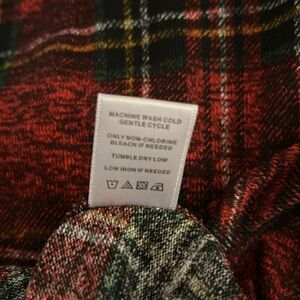 MACHINE WASH COLD
GENTLE CYCLE
ONLY NON-CHLORINE
BLEACH IF NEEDED
TUMBLE DRY LOW
LOW IRON IF NEEDED